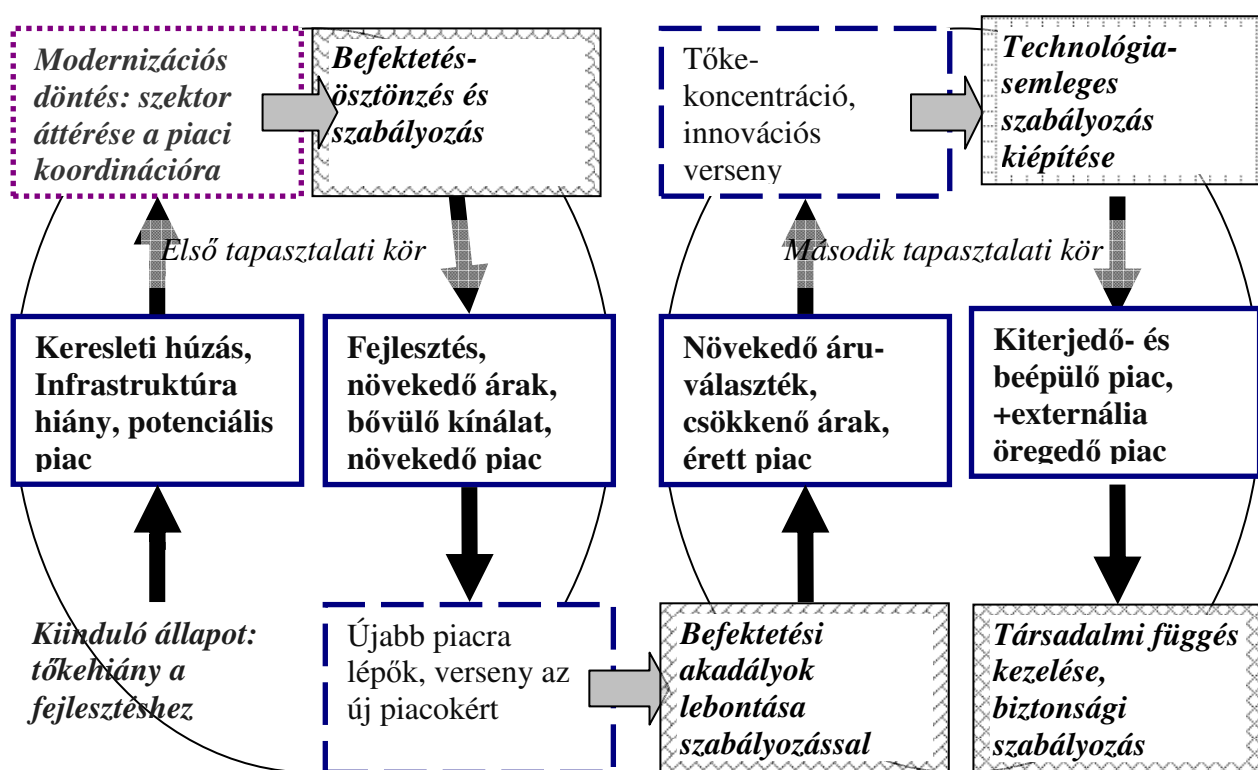 Modernizációs
döntés: szektor
áttérése a piaci
koordinációra
Befektetés-
ösztönzés és
szabályozás
Tőke-
koncentráció,
innovációs
verseny
Technológia-
semleges
szabályozás
kiépítése
Első tapasztalati kör
Második tapasztalati kör
Keresleti húzás,
Infrastruktúra
hiány, potenciális
piac
Fejlesztés,
növekedő árak,
bővülő kínálat,
növekedő piac
Növekedő áru-
választék,
csökkenő árak,
érett piac
Kiterjedő- és
beépülő piac,
+externália
öregedő piac
Kiinduló állapot:
tőkehiány a
fejlesztéshez
Újabb piacra
lépők, verseny az
új piacokért
Befektetési
akadályok
lebontása
szabályozással
Társadalmi függés
kezelése,
biztonsági
szabályozás